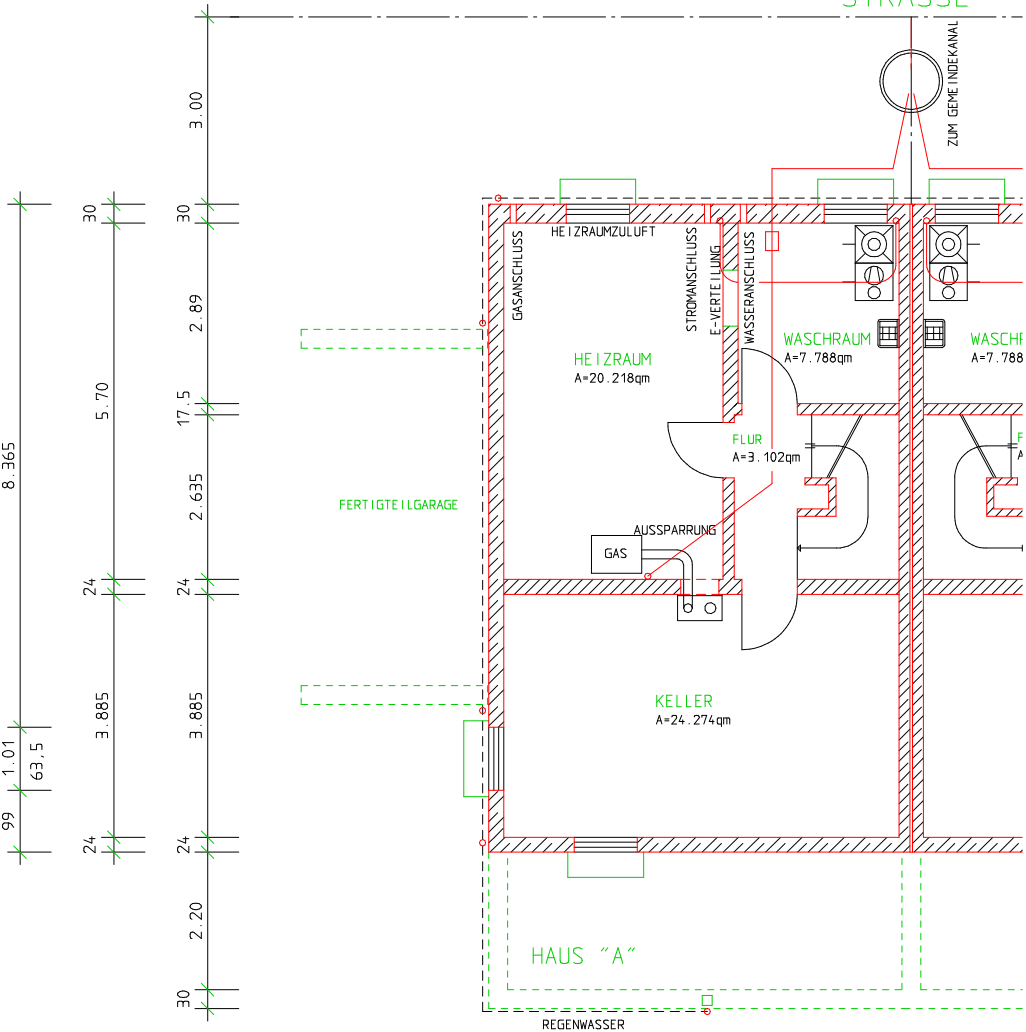 STRASSE
ZUM GEMEINDEKANAL
3.00
30
30
HEIZRAUMZULUFT
GASANSCHLUSS
STROMANSCHLUSS
E-VERTEILUNG
WASSERANSCHLUSS
2.89
WASCHRAUM
A=7.788qm
WASCHR
A=7.788
HEIZRAUM
A=20.218qm
5.70
17.5
FLUR
A=3.102qm
F
A
8.365
2.635
FERTIGTEILGARAGE
AUSSPARRUNG
GAS
24
24
KELLER
A=24.274qm
3.885
3.885
1.01
63.5
99
24
24
2.20
HAUS "A"
30
REGENWASSER